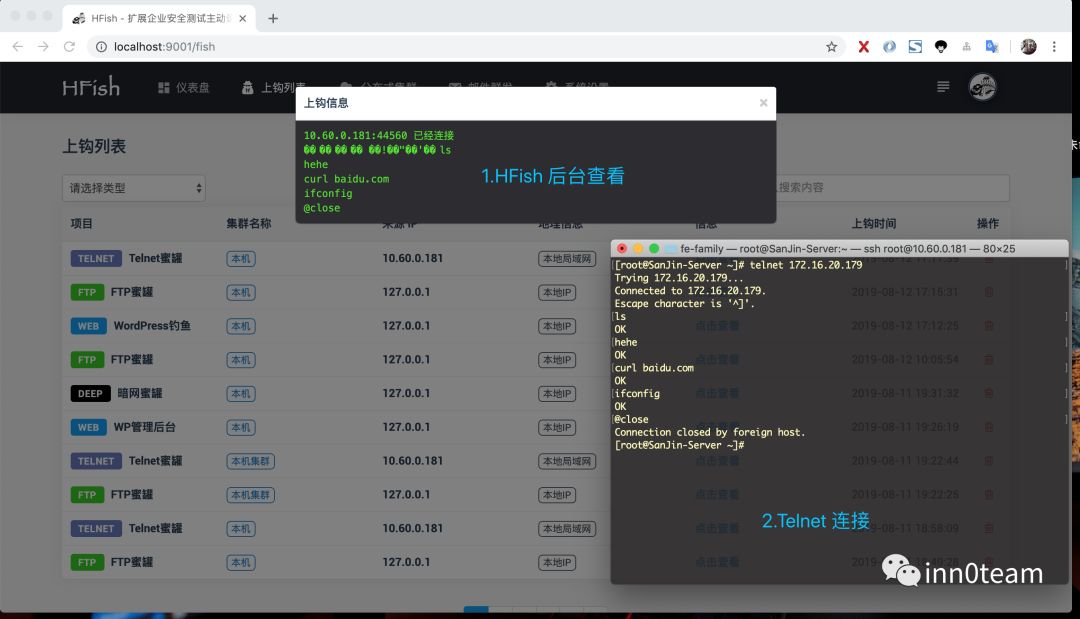 HFish - 扩展企业安全测试主动
localhost:9001/fish
HFish
仪表盘
上钩列表
分布式集群
邮件群发
系统设置
上钩信息
×
10.60.0.181:44560 已经连接
�� �� �� �� ��!��"��'��ls
hehe
curl baidu.com
ifconfig
@close
1.HFish 后台查看
上钩列表
请选择类型
搜索内容
项目 集群名称 来源 IP 地理信息 信息 上钩时间 操作
TELNET Telnet蜜罐 本机 10.60.0.181 本地局域网
FTP FTP蜜罐 本机 127.0.0.1 本地IP 点击查看 2019-08-12 17:15:31
WEB WordPress钓鱼 本机 127.0.0.1 本地IP 点击查看 2019-08-12 17:12:25
FTP FTP蜜罐 本机 127.0.0.1 本地IP 点击查看 2019-08-12 10:05:54
DEEP 暗网蜜罐 本机 127.0.0.1 本地IP 点击查看 2019-08-11 19:31:32
WEB WP管理后台 本机 127.0.0.1 本地IP 点击查看 2019-08-11 19:26:19
TELNET Telnet蜜罐 本机集群 10.60.0.181 本地局域网 点击查看 2019-08-11 19:22:44
FTP FTP蜜罐 本机集群 127.0.0.1 本地IP 点击查看 2019-08-11 19:22:25
TELNET Telnet蜜罐 本机 10.60.0.181 本地局域网 点击查看 2019-08-11 18:58:09
FTP FTP蜜罐 本机 127.0.0.1 本地IP 点击查看
fe-family — root@SanJin-Server:~ — ssh root@10.60.0.181 — 80×25
[root@SanJin-Server ~]# telnet 172.16.20.179
Trying 172.16.20.179...
Connected to 172.16.20.179.
Escape character is '^]'.
ls
OK
hehe
OK
curl baidu.com
OK
ifconfig
OK
@close
Connection closed by foreign host.
[root@SanJin-Server ~]#
2.Telnet 连接
inn0team